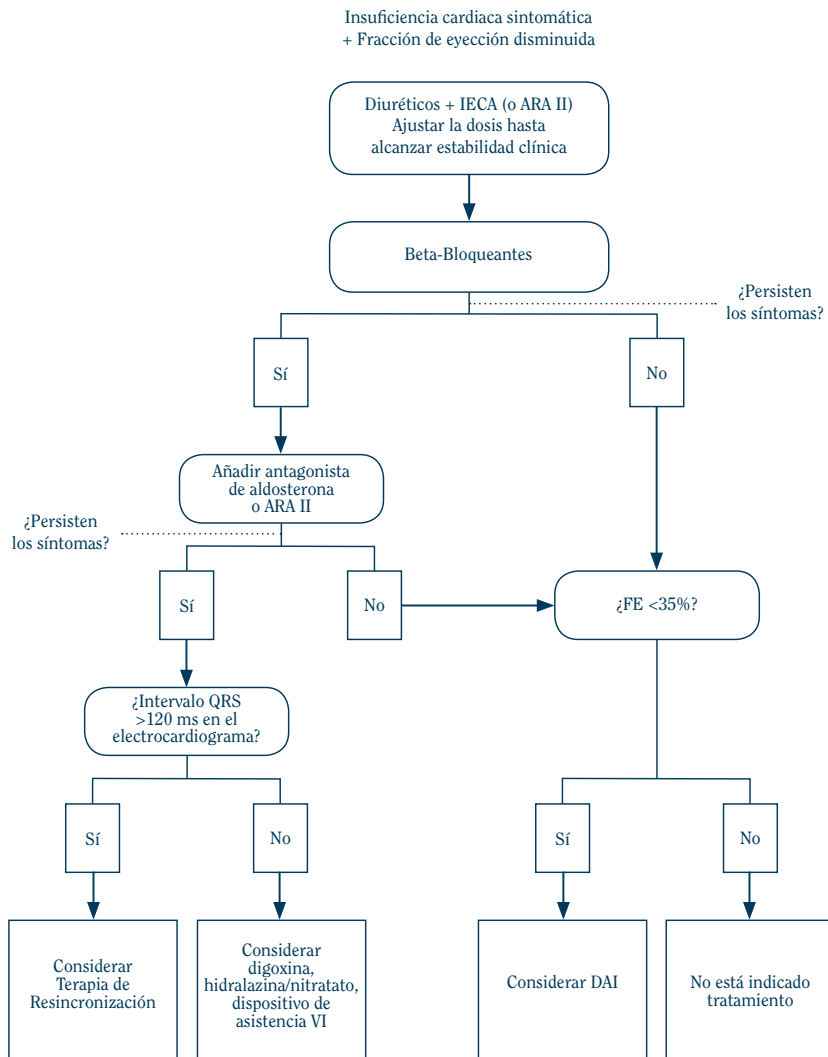 Insuficiencia cardiaca sintomática
+ Fracción de eyección disminuida
Diuréticos + IECA (o ARA II)
Ajustar la dosis hasta
alcanzar estabilidad clínica
Beta-Bloqueantes
¿Persisten
los síntomas?
Sí
No
Añadir antagonista
de aldosterona
o ARA II
¿Persisten
los síntomas?
Sí
No
¿FE <35%?
¿Intervalo QRS
>120 ms en el
electrocardiograma?
Sí
No
Sí
No
Considerar
Terapia de
Resincronización
Considerar
digoxina,
hidralazina/nitratato,
dispositivo de
asistencia VI
Considerar DAI
No está indicado
tratamiento